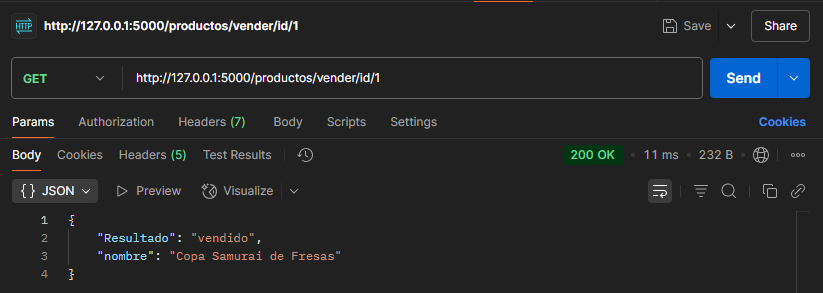 HTTP http://127.0.0.1:5000/productos/vender/id/1 Save Share
GET http://127.0.0.1:5000/productos/vender/id/1 Send
Params Authorization Headers (7) Body Scripts Settings Cookies
Body Cookies Headers (5) Test Results 200 OK • 11 ms • 232 B •
{} JSON Preview Visualize
1 {
2 "Resultado": "vendido",
3 "nombre": "Copa Samurai de Fresas"
4 }